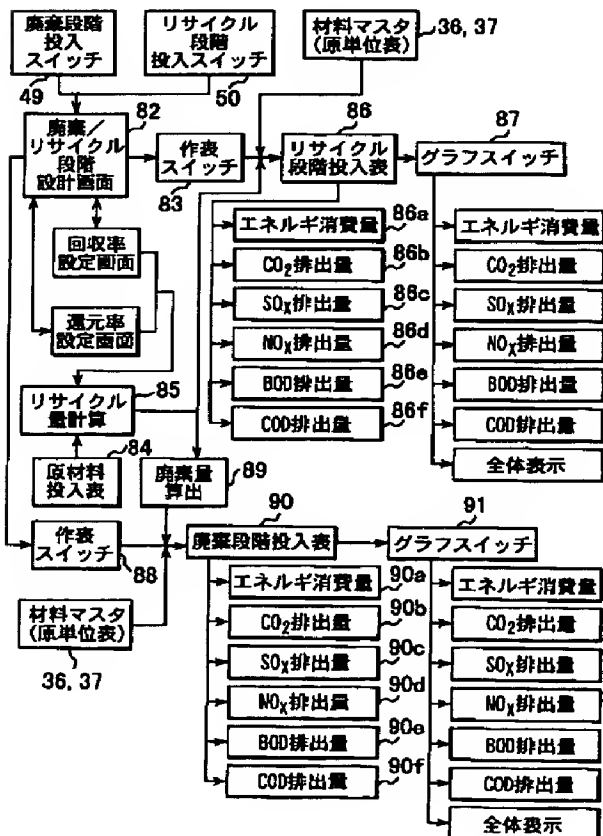 廃棄段階
投入
スイッチ
49
リサイクル
段階
投入スイッチ
50
材料マスタ
(原単位表)
36, 37
82
廃棄/
リサイクル
段階
設計画面
作表
スイッチ
83
86
リサイクル
段階投入表
87
グラフスイッチ
回収率
設定画面
還元率
設定画面
エネルギ消費量
86a
CO2排出量
86b
SOX排出量
86c
NOX排出量
86d
BOD排出量
86e
COD排出量
86f
エネルギ消費量
CO2排出量
SOX排出量
NOX排出量
BOD排出量
COD排出量
全体表示
85
リサイクル
量計算
84
原材料
投入表
廃棄量
算出
89
作表
スイッチ
88
90
廃棄段階投入表
91
グラフスイッチ
材料マスタ
(原単位表)
36, 37
エネルギ消費量
90a
CO2排出量
90b
SOX排出量
90c
NOX排出量
90d
BOD排出量
90e
COD排出量
90f
エネルギ消費量
CO2排出量
SOX排出量
NOX排出量
BOD排出量
COD排出量
全体表示